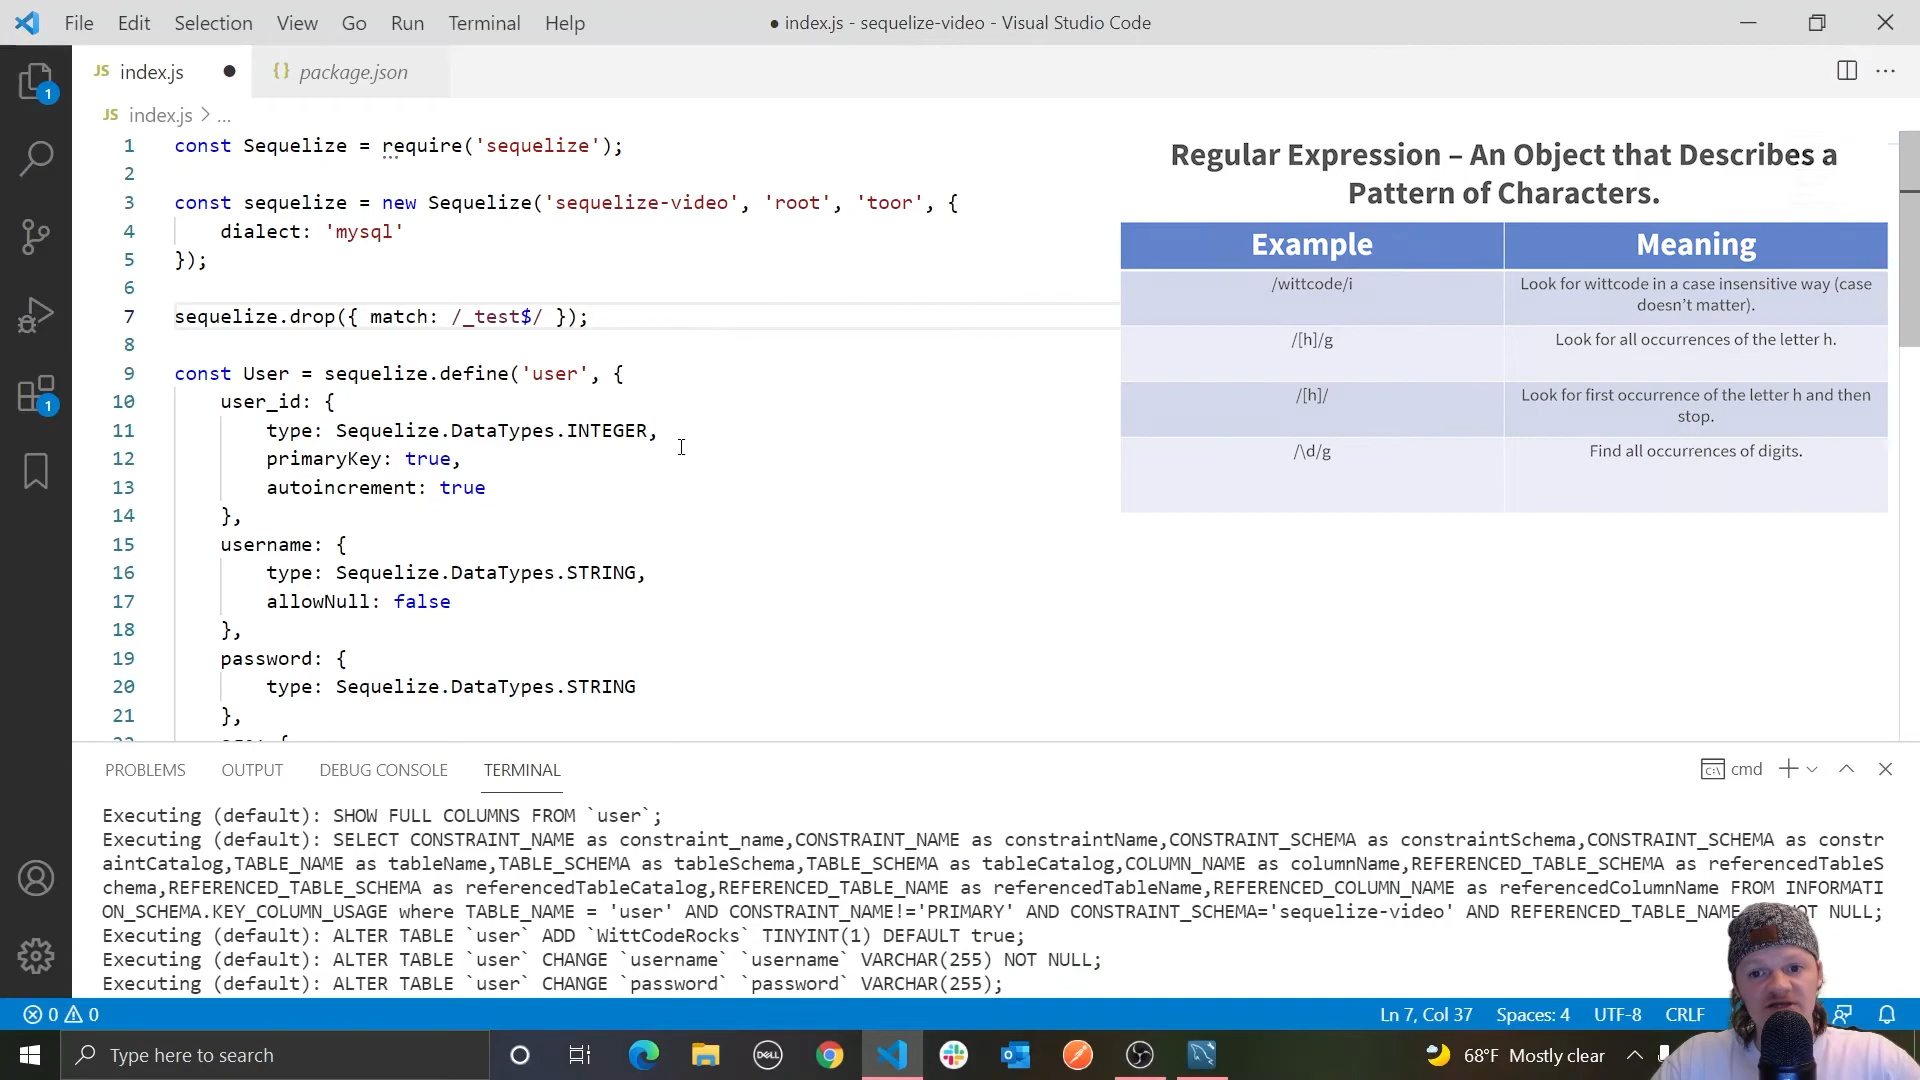 File Edit Selection View Go Run Terminal Help
● index.js - sequelize-video - Visual Studio Code
JS index.js ●
{} package.json
JS index.js > ...
1 const Sequelize = require('sequelize');
2
3 const sequelize = new Sequelize('sequelize-video', 'root', 'toor', {
4 dialect: 'mysql'
5 });
6
7 sequelize.drop({ match: /_test$/ });
8
9 const User = sequelize.define('user', {
10 user_id: {
11 type: Sequelize.DataTypes.INTEGER,
12 primaryKey: true,
13 autoincrement: true
14 },
15 username: {
16 type: Sequelize.DataTypes.STRING,
17 allowNull: false
18 },
19 password: {
20 type: Sequelize.DataTypes.STRING
21 },
Regular Expression – An Object that Describes a
Pattern of Characters.
Example Meaning
/wittcode/i Look for wittcode in a case insensitive way (case
doesn't matter).
/[h]/g Look for all occurrences of the letter h.
/[h]/ Look for first occurrence of the letter h and then
stop.
/\d/g Find all occurrences of digits.
1
1
PROBLEMS OUTPUT DEBUG CONSOLE TERMINAL
cmd
Executing (default): SHOW FULL COLUMNS FROM `user`;
Executing (default): SELECT CONSTRAINT_NAME as constraint_name,CONSTRAINT_NAME as constraintName,CONSTRAINT_SCHEMA as constraintSchema,CONSTRAINT_SCHEMA as constr
aintCatalog,TABLE_NAME as tableName,TABLE_SCHEMA as tableSchema,TABLE_SCHEMA as tableCatalog,COLUMN_NAME as columnName,REFERENCED_TABLE_SCHEMA as referencedTableS
chema,REFERENCED_TABLE_SCHEMA as referencedTableCatalog,REFERENCED_TABLE_NAME as referencedTableName,REFERENCED_COLUMN_NAME as referencedColumnName FROM INFORMATI
ON_SCHEMA.KEY_COLUMN_USAGE where TABLE_NAME = 'user' AND CONSTRAINT_NAME!='PRIMARY' AND CONSTRAINT_SCHEMA='sequelize-video' AND REFERENCED_TABLE_NAME NULL;
Executing (default): ALTER TABLE `user` ADD `WittCodeRocks` TINYINT(1) DEFAULT true;
Executing (default): ALTER TABLE `user` CHANGE `username` `username` VARCHAR(255) NOT NULL;
Executing (default): ALTER TABLE `user` CHANGE `password` `password` VARCHAR(255);
0 0
Ln 7, Col 37 Spaces: 4 UTF-8 CRLF
Type here to search
DELL
68°F Mostly clear